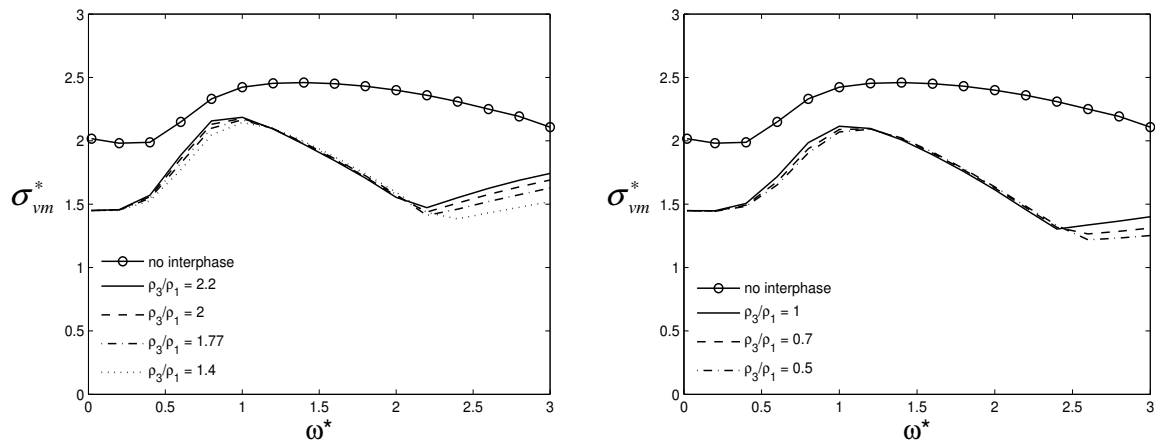 3
2.5
2
1.5
1
0.5
0
σ*vm
no interphase
ρ3/ρ1 = 2.2
ρ3/ρ1 = 2
ρ3/ρ1 = 1.77
ρ3/ρ1 = 1.4
0 0.5 1 1.5 2 2.5 3
ω*
3
2.5
2
1.5
1
0.5
0
σ*vm
no interphase
ρ3/ρ1 = 1
ρ3/ρ1 = 0.7
ρ3/ρ1 = 0.5
0 0.5 1 1.5 2 2.5 3
ω*